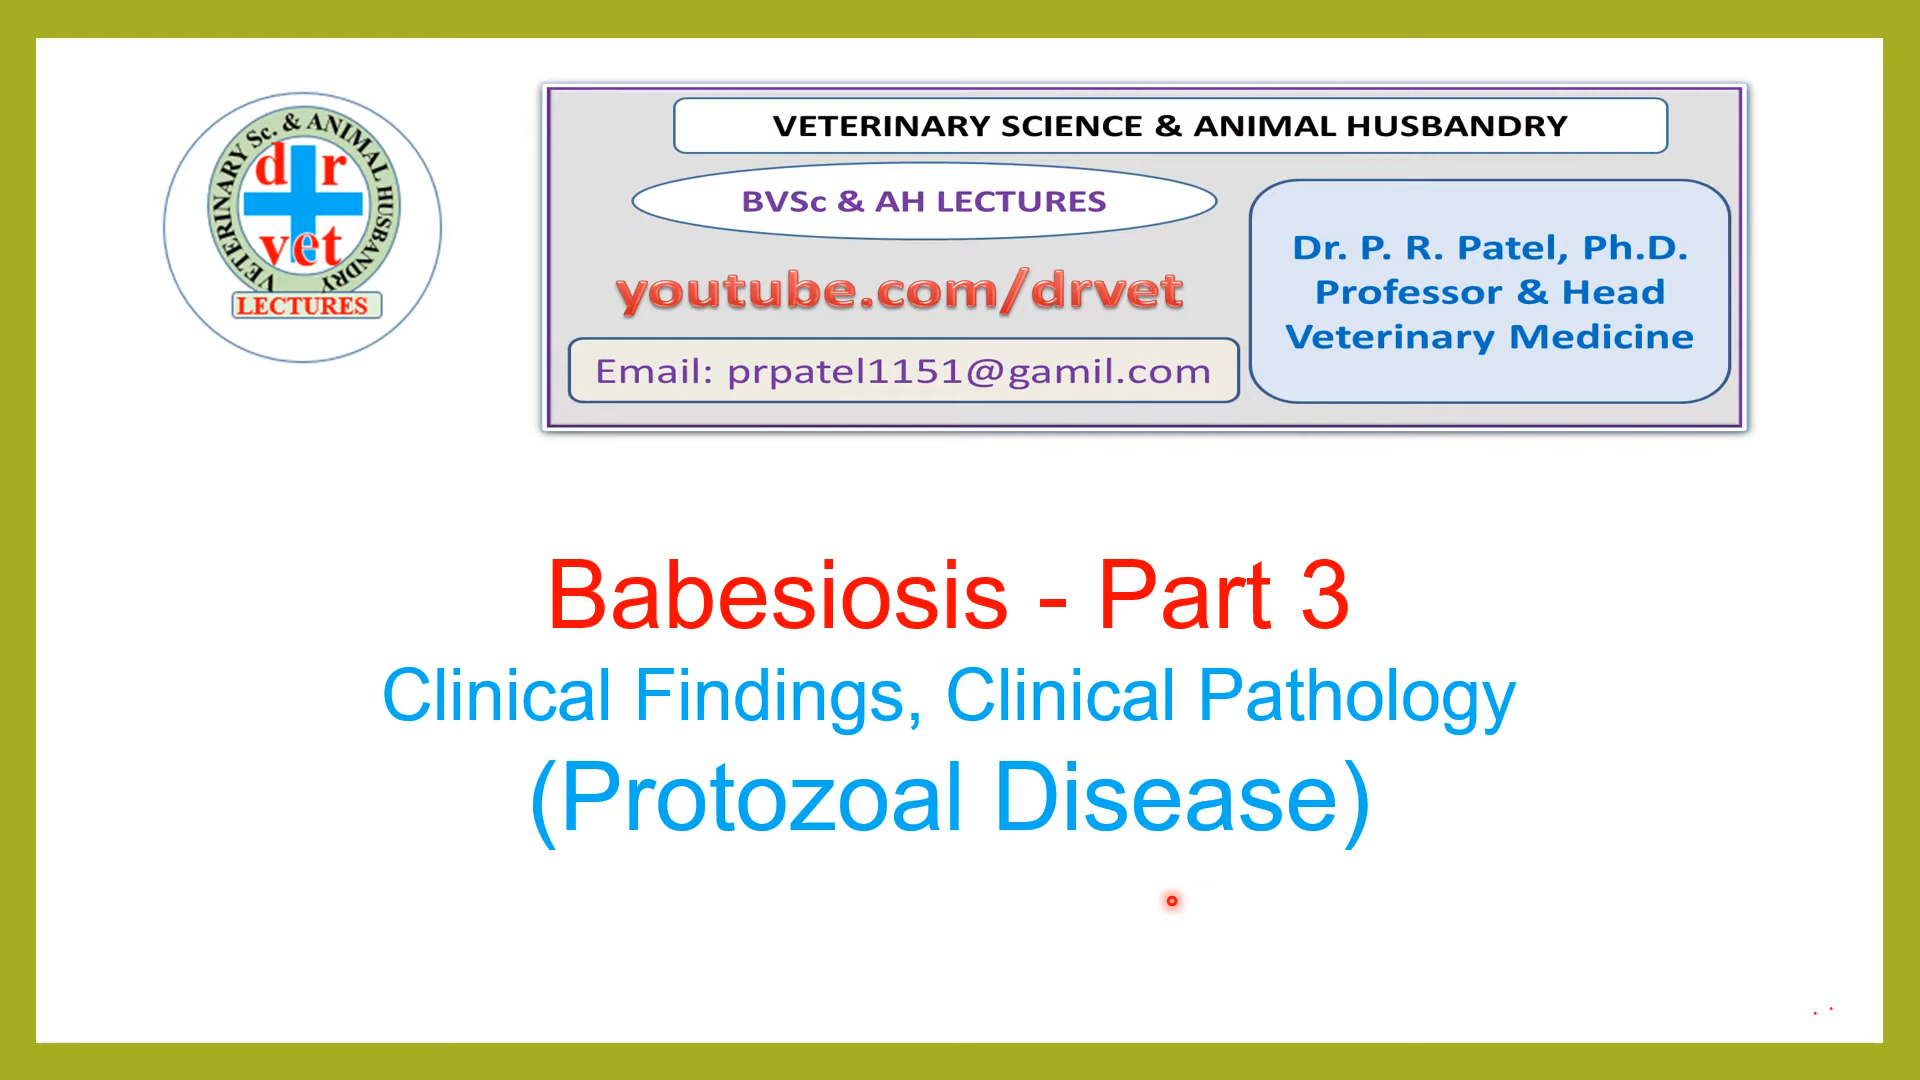 VETERINARY Sc. & ANIMAL HUSBANDRY
dr
vet
LECTURES
VETERINARY SCIENCE & ANIMAL HUSBANDRY
BVSc & AH LECTURES
youtube.com/drvet
Email: prpatel1151@gamil.com
Dr. P. R. Patel, Ph.D.
Professor & Head
Veterinary Medicine
Babesiosis - Part 3
Clinical Findings, Clinical Pathology
(Protozoal Disease)